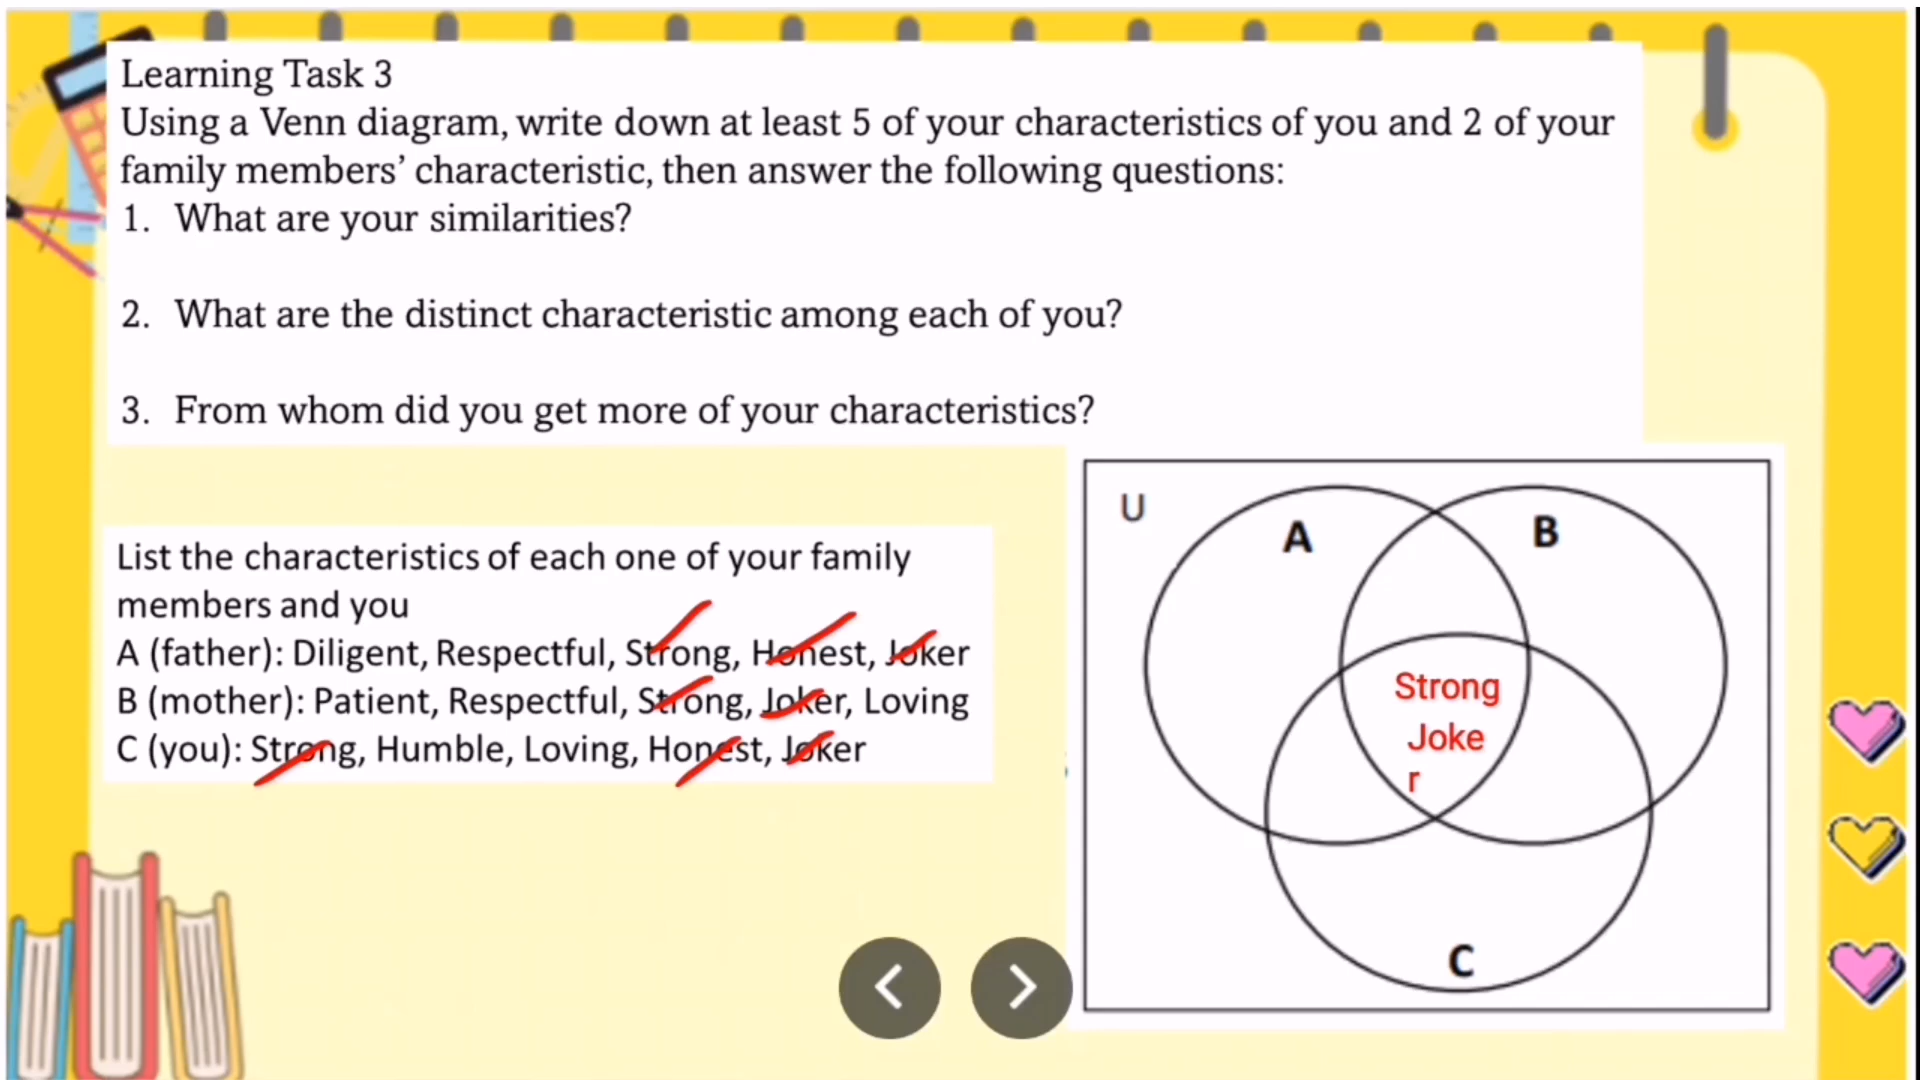 Learning Task 3
Using a Venn diagram, write down at least 5 of your characteristics of you and 2 of your
family members’ characteristic, then answer the following questions:
1. What are your similarities?
2. What are the distinct characteristic among each of you?
3. From whom did you get more of your characteristics?
List the characteristics of each one of your family
members and you
A (father): Diligent, Respectful, Strong, Honest, Joker
B (mother): Patient, Respectful, Strong, Joker, Loving
C (you): Strong, Humble, Loving, Honest, Joker
U
A
B
Strong
Joke
r
C